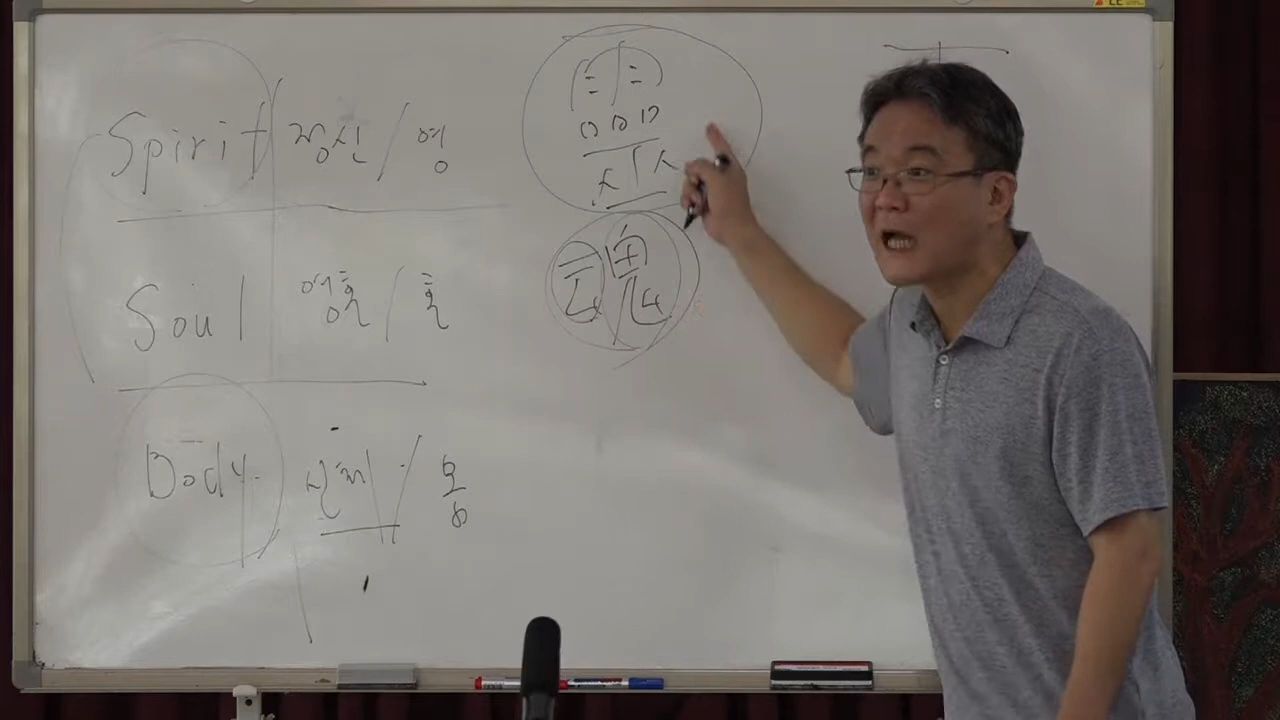 Spirit 정신 / 영
靈
Soul 영혼 / 혼
魂
Body 신체 / 몸